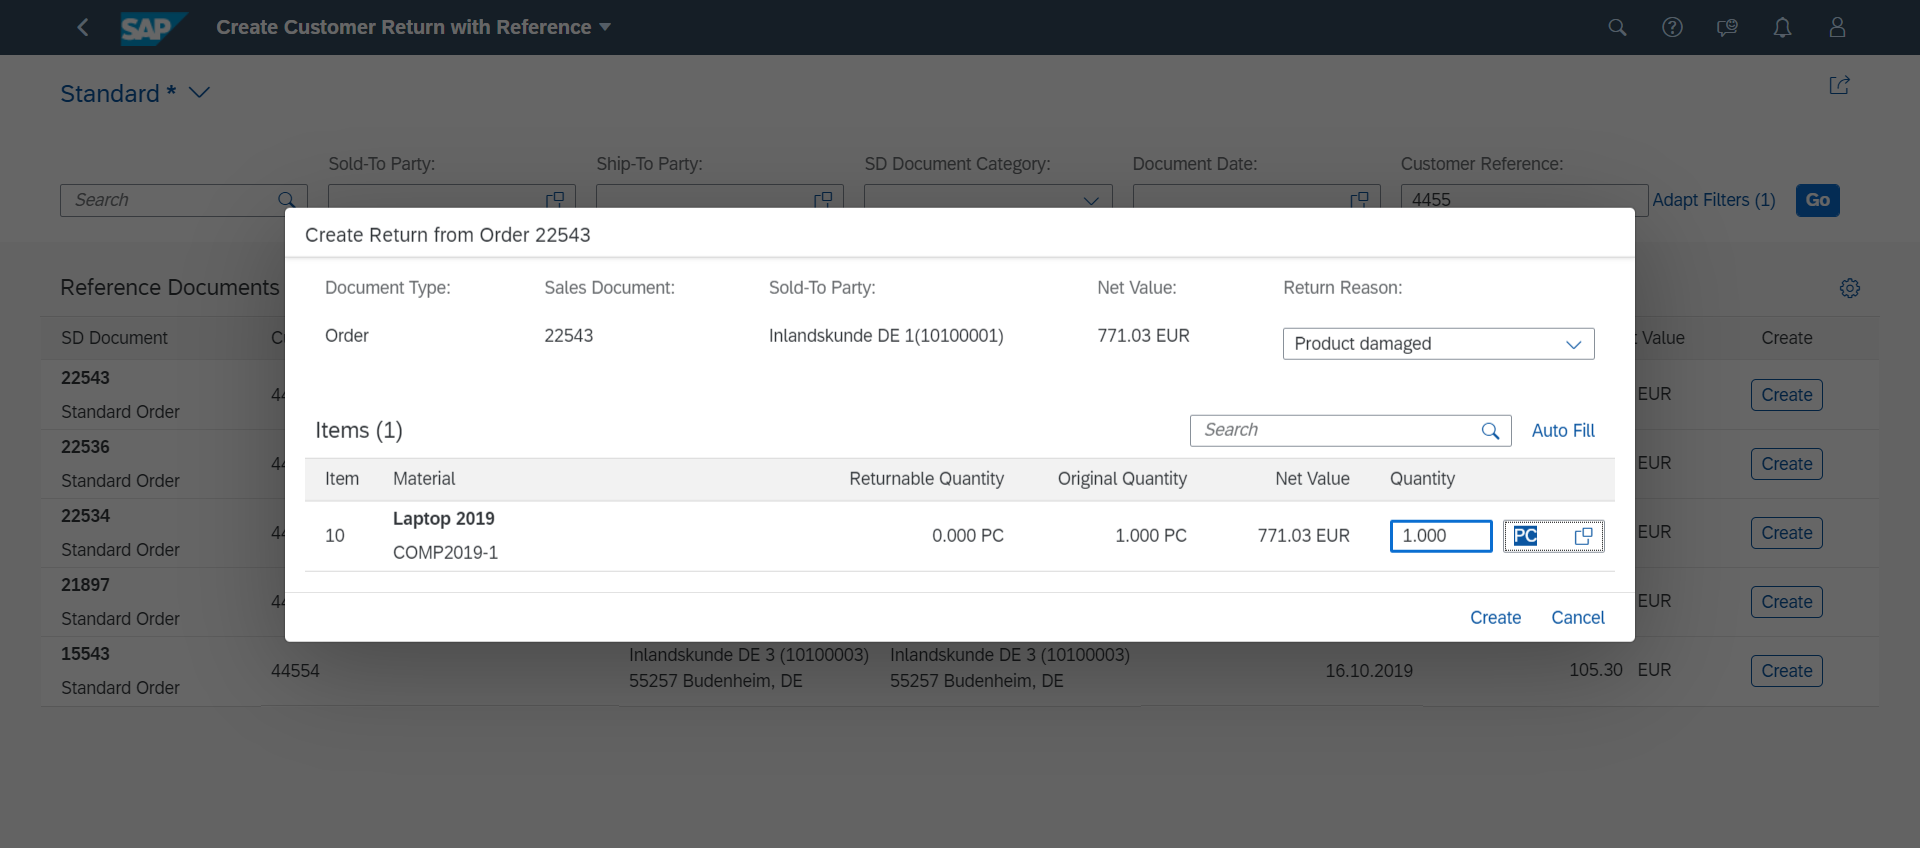 SAP Create Customer Return with Reference
Standard *
Sold-To Party: Ship-To Party: SD Document Category: Document Date: Customer Reference:
Search 4455 Adapt Filters (1) Go
Create Return from Order 22543
Document Type: Sales Document: Sold-To Party: Net Value: Return Reason:
Order 22543 Inlandskunde DE 1(10100001) 771.03 EUR Product damaged
Items (1) Search Auto Fill
Item Material Returnable Quantity Original Quantity Net Value Quantity
10 Laptop 2019 0.000 PC 1.000 PC 771.03 EUR 1.000 PC
COMP2019-1
Create Cancel
Reference Documents
SD Document Value Create
22543
Standard Order EUR Create
22536
Standard Order EUR Create
22534
Standard Order EUR Create
21897
Standard Order EUR Create
15543 44554 Inlandskunde DE 3 (10100003) Inlandskunde DE 3 (10100003) 16.10.2019 105.30 EUR Create
Standard Order 55257 Budenheim, DE 55257 Budenheim, DE